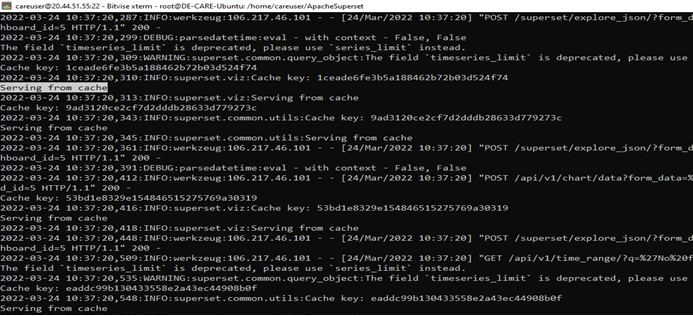 careuser@20.44.51.55:22 - Bitvise xterm - root@DE-CARE-Ubuntu: /home/careuser/ApacheSuperset
2022-03-24 10:37:20,287:INFO:werkzeug:106.217.46.101 - - [24/Mar/2022 10:37:20] "POST /superset/explore_json/?form_d
hboard_id=5 HTTP/1.1" 200 -
2022-03-24 10:37:20,299:DEBUG:parsedatetime:eval - with context - False, False
The field `timeseries_limit` is deprecated, please use `series_limit` instead.
2022-03-24 10:37:20,309:WARNING:superset.common.query_object:The field `timeseries_limit` is deprecated, please use
Cache key: 1ceade6fe3b5a188462b72b03d524f74
2022-03-24 10:37:20,310:INFO:superset.viz:Cache key: 1ceade6fe3b5a188462b72b03d524f74
Serving from cache
2022-03-24 10:37:20,313:INFO:superset.viz:Serving from cache
Cache key: 9ad3120ce2cf7d2dddb28633d779273c
2022-03-24 10:37:20,343:INFO:superset.common.utils:Cache key: 9ad3120ce2cf7d2dddb28633d779273c
Serving from cache
2022-03-24 10:37:20,345:INFO:superset.common.utils:Serving from cache
2022-03-24 10:37:20,361:INFO:werkzeug:106.217.46.101 - - [24/Mar/2022 10:37:20] "POST /superset/explore_json/?form_d
hboard_id=5 HTTP/1.1" 200 -
2022-03-24 10:37:20,391:DEBUG:parsedatetime:eval - with context - False, False
2022-03-24 10:37:20,412:INFO:werkzeug:106.217.46.101 - - [24/Mar/2022 10:37:20] "POST /api/v1/chart/data?form_data=%
d_id=5 HTTP/1.1" 200 -
Cache key: 53bd1e8329e154846515275769a30319
2022-03-24 10:37:20,416:INFO:superset.viz:Cache key: 53bd1e8329e154846515275769a30319
Serving from cache
2022-03-24 10:37:20,418:INFO:superset.viz:Serving from cache
2022-03-24 10:37:20,448:INFO:werkzeug:106.217.46.101 - - [24/Mar/2022 10:37:20] "POST /superset/explore_json/?form_d
hboard_id=5 HTTP/1.1" 200 -
2022-03-24 10:37:20,509:INFO:werkzeug:106.217.46.101 - - [24/Mar/2022 10:37:20] "GET /api/v1/time_range/?q=%27No%20f
The field `timeseries_limit` is deprecated, please use `series_limit` instead.
2022-03-24 10:37:20,535:WARNING:superset.common.query_object:The field `timeseries_limit` is deprecated, please use
Cache key: eaddc99b130433558e2a43ec44908b0f
2022-03-24 10:37:20,548:INFO:superset.common.utils:Cache key: eaddc99b130433558e2a43ec44908b0f
Serving from cache